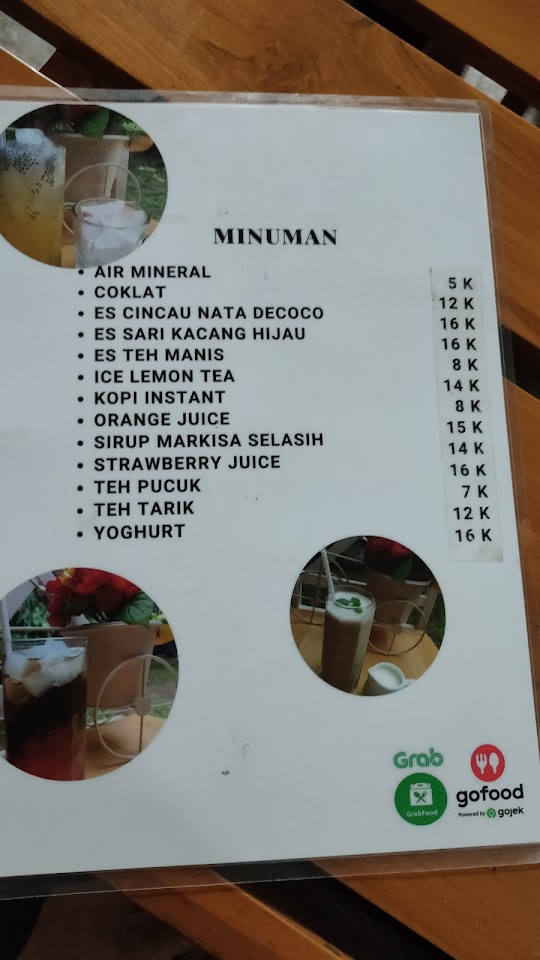 MINUMAN
• AIR MINERAL 5 K
• COKLAT 12 K
• ES CINCAU NATA DECOCO 16 K
• ES SARI KACANG HIJAU 16 K
• ES TEH MANIS 8 K
• ICE LEMON TEA 14 K
• KOPI INSTANT 8 K
• ORANGE JUICE 15 K
• SIRUP MARKISA SELASIH 14 K
• STRAWBERRY JUICE 16 K
• TEH PUCUK 7 K
• TEH TARIK 12 K
• YOGHURT 16 K
Grab
GrabFood
gofood
Powered by gojek